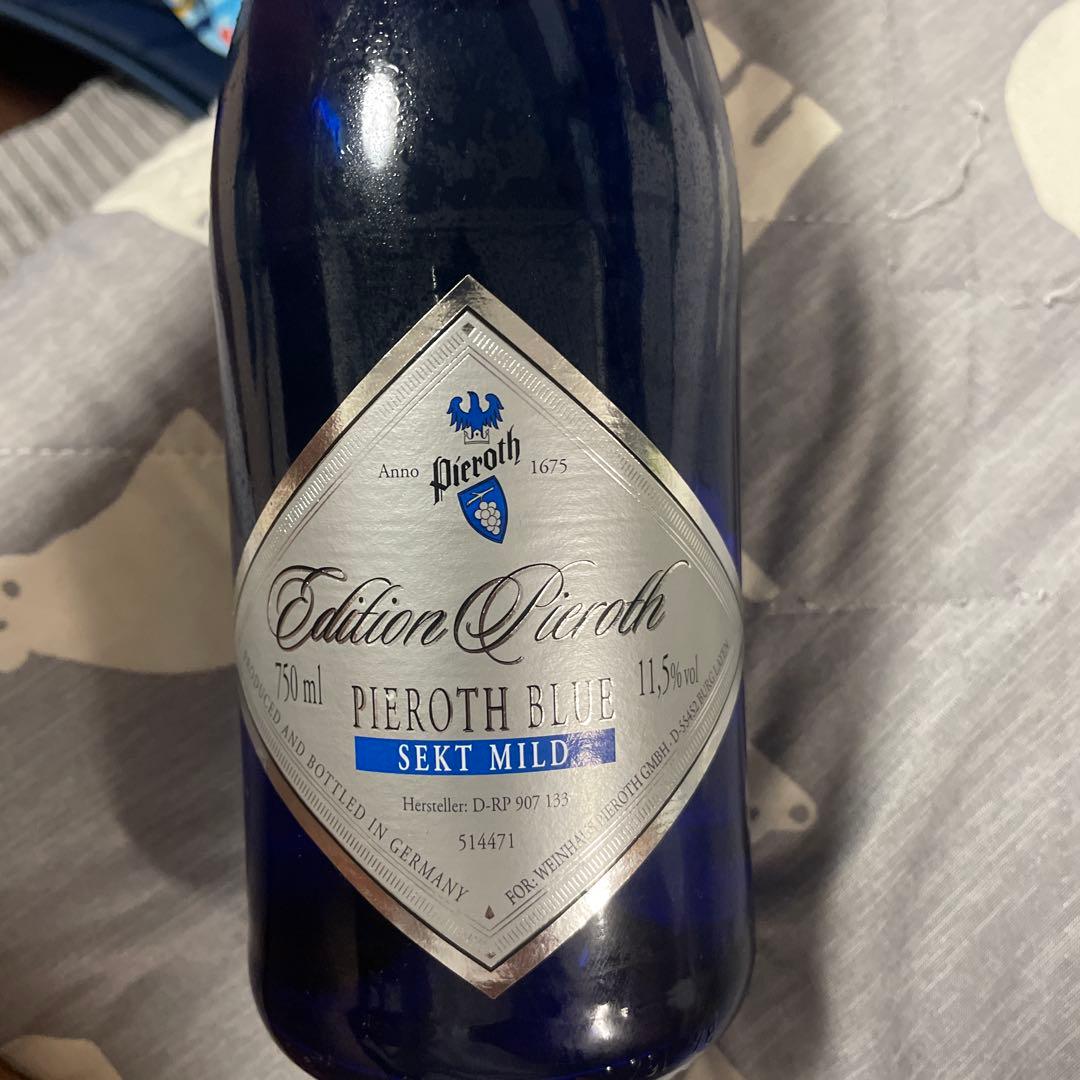 Anno Pieroth 1675
Edition Pieroth
750 ml
11,5% vol
PIEROTH BLUE
SEKT MILD
Hersteller: D-RP 907 133
514471
PRODUCED AND BOTTLED IN GERMANY
FOR: WEINHAUS PIEROTH GMBH · D-55452 BURG LAYEN